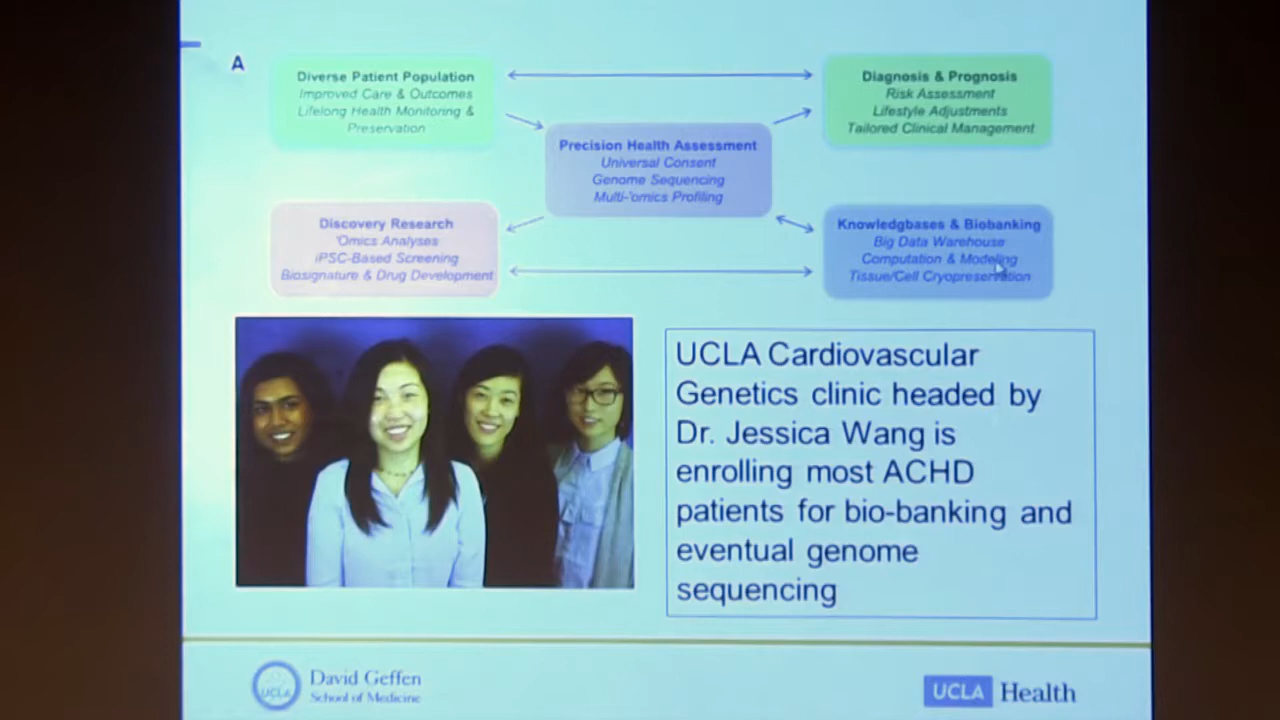 A
Diverse Patient Population
Improved Care & Outcomes
Lifelong Health Monitoring &
Preservation
Diagnosis & Prognosis
Risk Assessment
Lifestyle Adjustments
Tailored Clinical Management
Precision Health Assessment
Universal Consent
Genome Sequencing
Multi-'omics Profiling
Discovery Research
'Omics Analyses
iPSC-Based Screening
Biosignature & Drug Development
Knowledgbases & Biobanking
Big Data Warehouse
Computation & Modeling
Tissue/Cell Cryopreservation
UCLA Cardiovascular
Genetics clinic headed by
Dr. Jessica Wang is
enrolling most ACHD
patients for bio-banking and
eventual genome
sequencing
UCLA
David Geffen
School of Medicine
UCLA Health